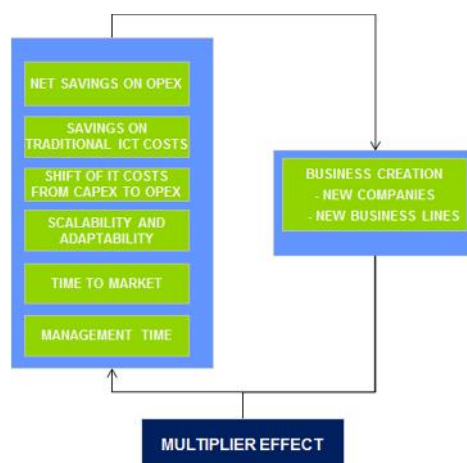 NET SAVINGS ON OPEX
SAVINGS ON
TRADITIONAL ICT COSTS
SHIFT OF IT COSTS
FROM CAPEX TO OPEX
SCALABILITY AND
ADAPTABILITY
TIME TO MARKET
MANAGEMENT TIME
BUSINESS CREATION
- NEW COMPANIES
- NEW BUSINESS LINES
MULTIPLIER EFFECT